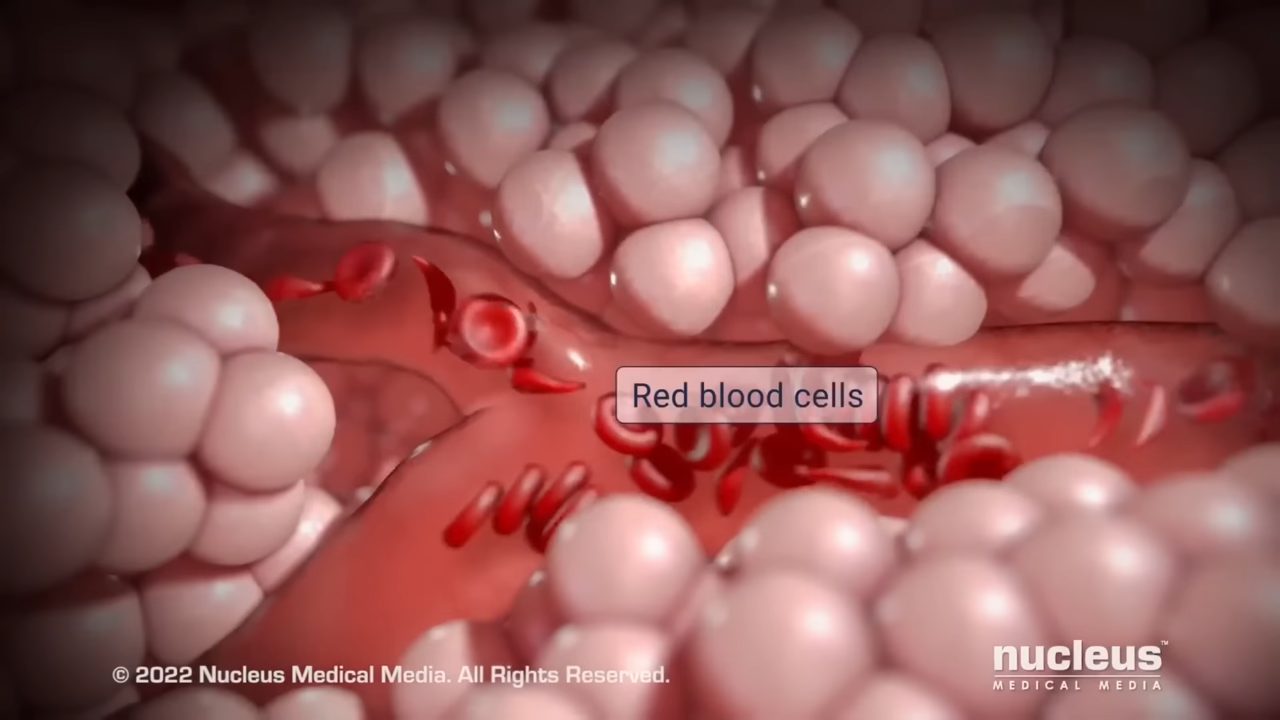 Red blood cells
© 2022 Nucleus Medical Media. All Rights Reserved.
nucleus™
MEDICAL MEDIA